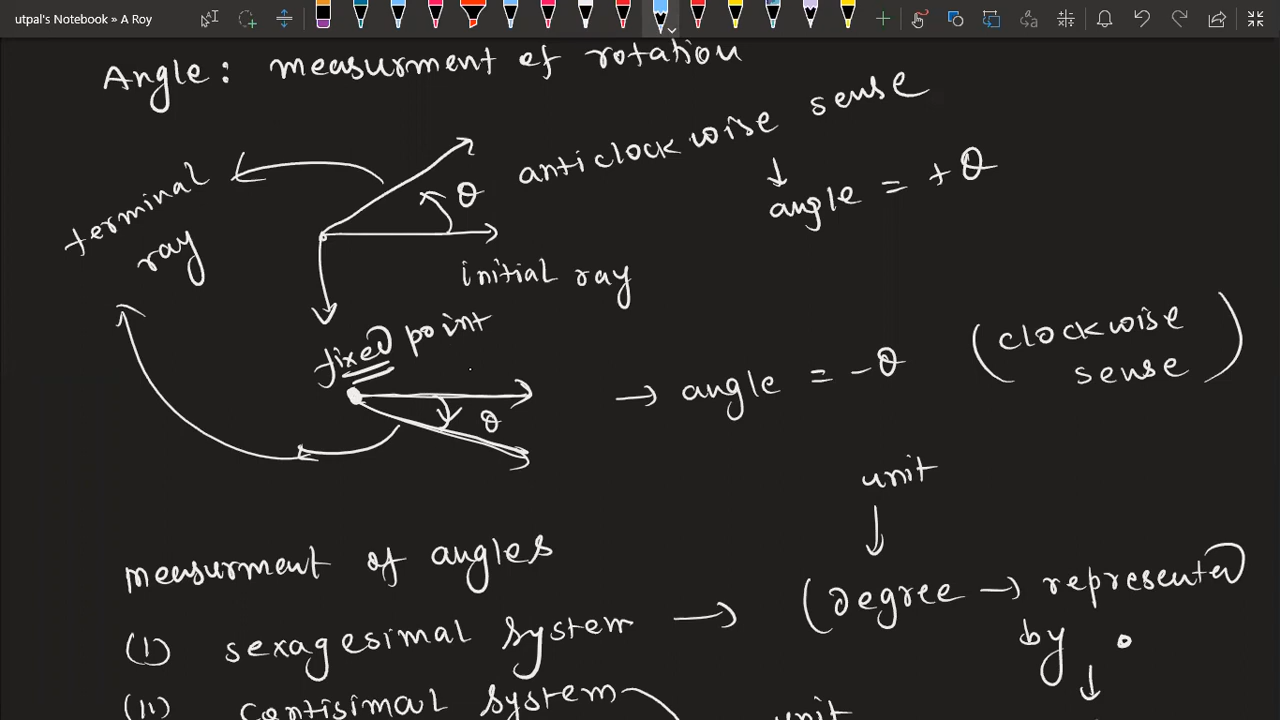 utpal's Notebook » A Roy
Angle: measurment of rotation
anticlockwise sense
angle = +θ
θ
terminal
ray
initial ray
fixed point
θ
→ angle = -θ (clockwise
sense)
unit
measurment of angles
(I) sexagesimal system → (Degree → represented
by °
(II) centisimal system
unit